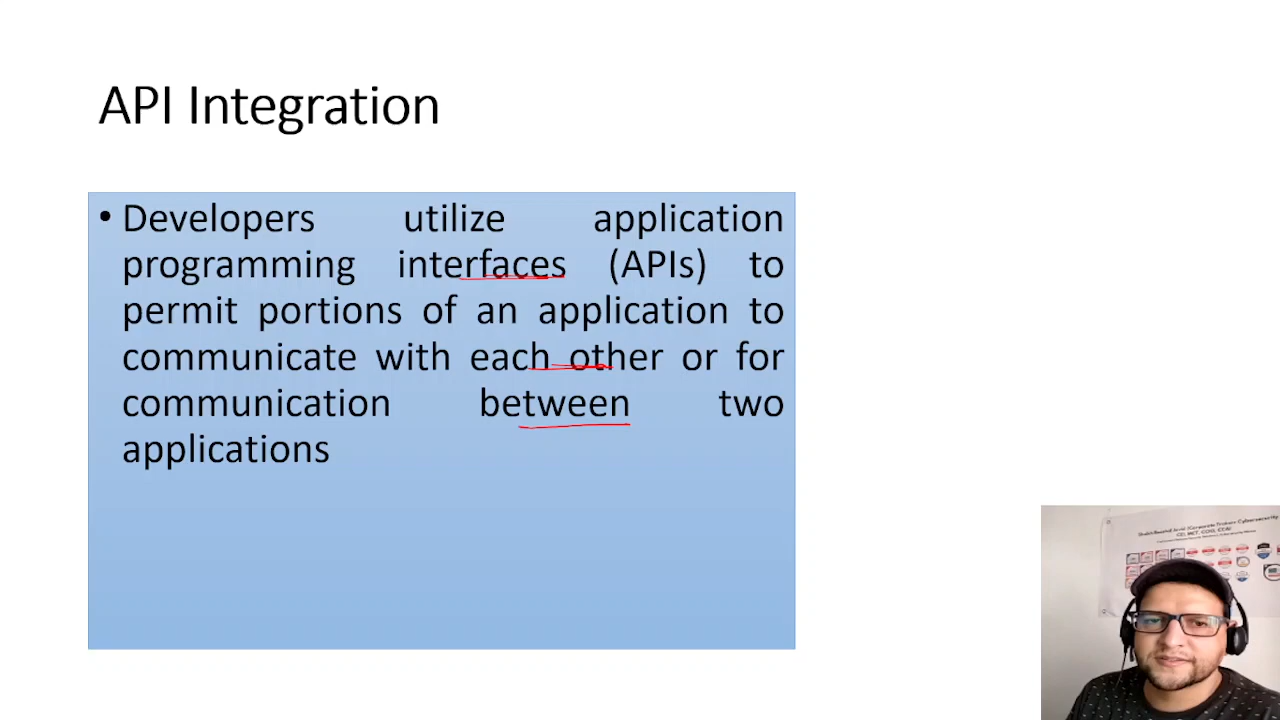 API Integration
• Developers utilize application
programming interfaces (APIs) to
permit portions of an application to
communicate with each other or for
communication between two
applications